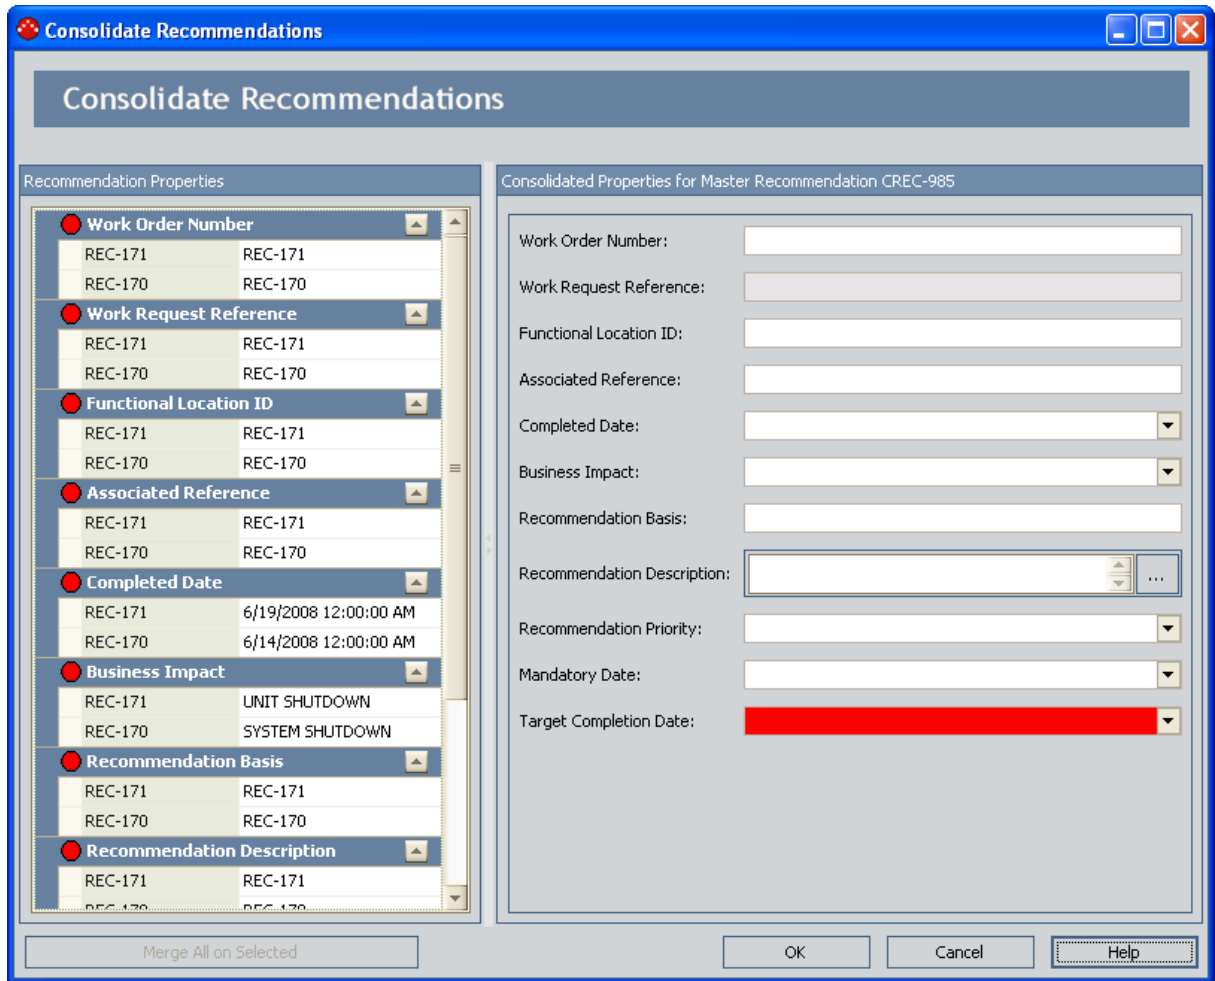 Consolidate Recommendations
Consolidate Recommendations
Recommendation Properties
Work Order Number
REC-171 REC-171
REC-170 REC-170
Work Request Reference
REC-171 REC-171
REC-170 REC-170
Functional Location ID
REC-171 REC-171
REC-170 REC-170
Associated Reference
REC-171 REC-171
REC-170 REC-170
Completed Date
REC-171 6/19/2008 12:00:00 AM
REC-170 6/14/2008 12:00:00 AM
Business Impact
REC-171 UNIT SHUTDOWN
REC-170 SYSTEM SHUTDOWN
Recommendation Basis
REC-171 REC-171
REC-170 REC-170
Recommendation Description
REC-171 REC-171
Merge All on Selected
Consolidated Properties for Master Recommendation CREC-985
Work Order Number:
Work Request Reference:
Functional Location ID:
Associated Reference:
Completed Date:
Business Impact:
Recommendation Basis:
Recommendation Description:
...
Recommendation Priority:
Mandatory Date:
Target Completion Date:
OK Cancel Help